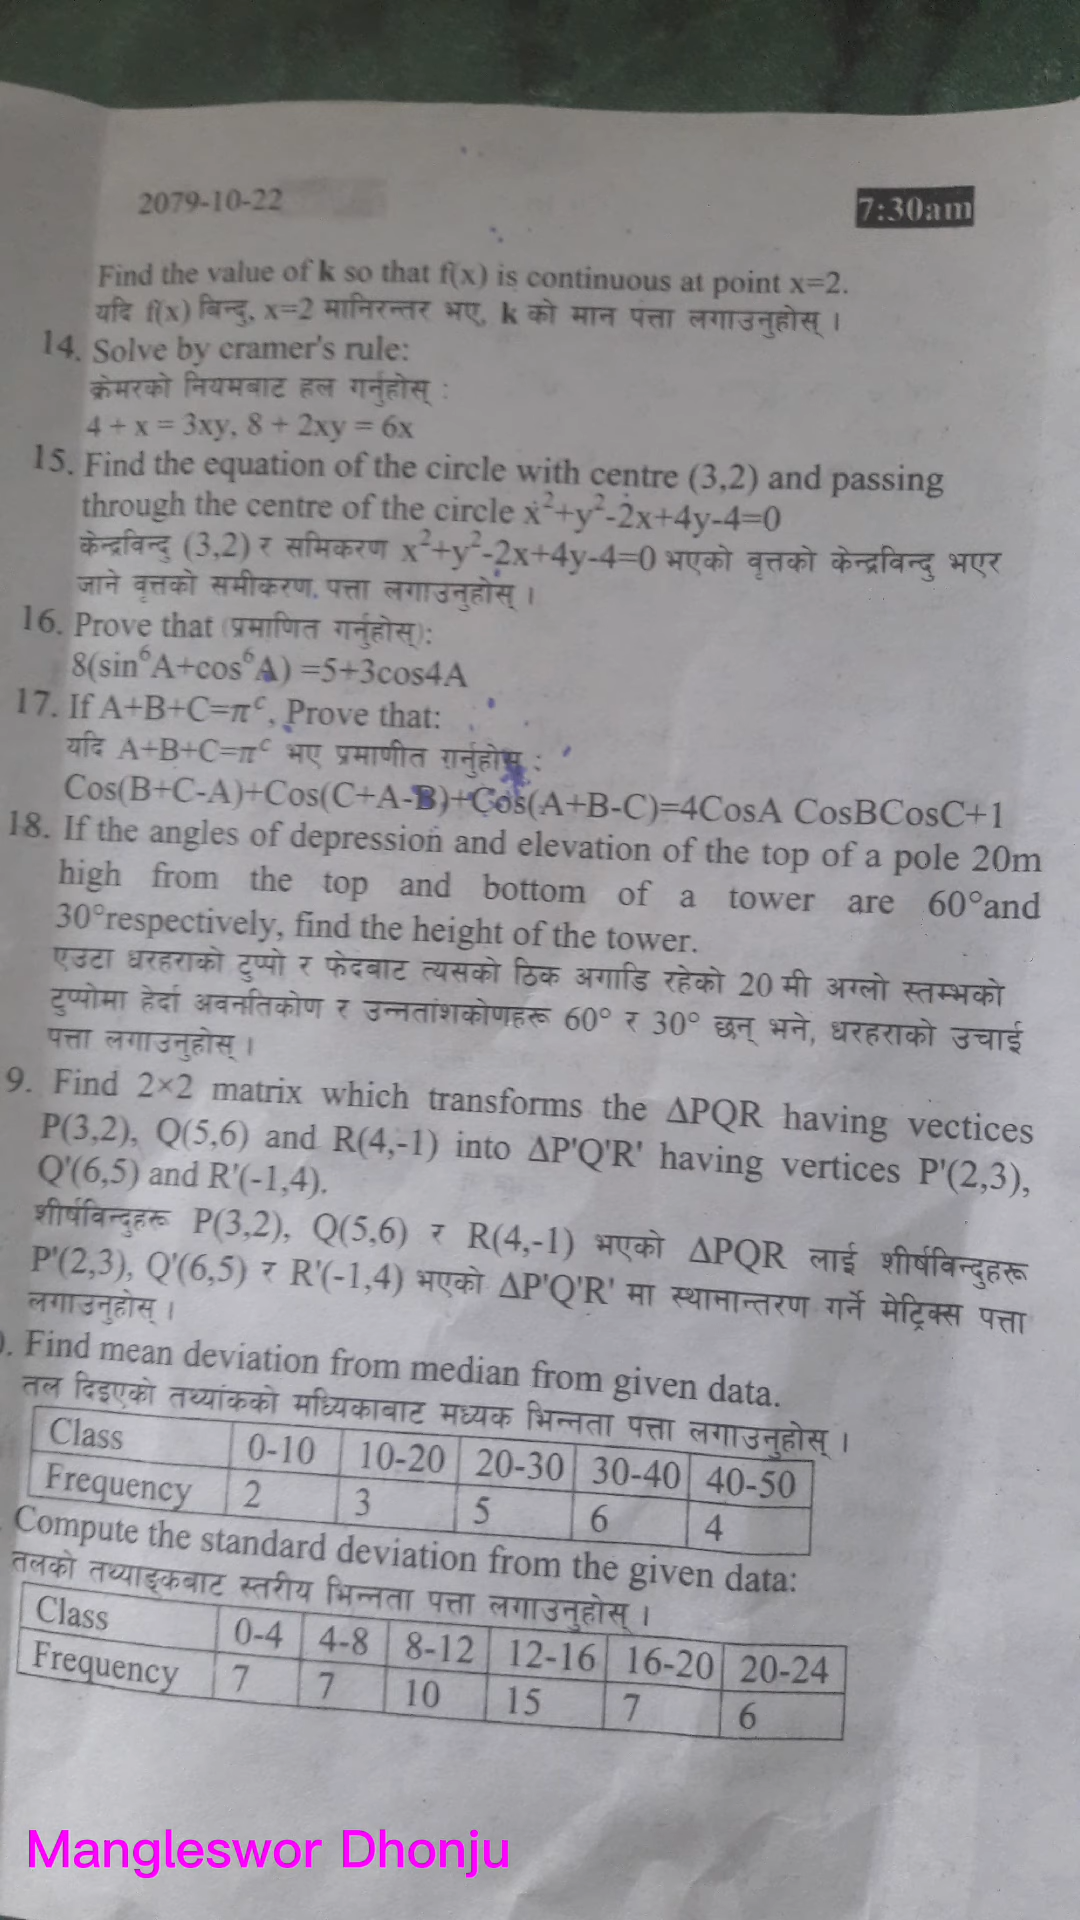 2079-10-22
7:30am
Find the value of k so that f(x) is continuous at point x=2.
यदि f(x) बिन्दु, x=2 मानिरन्तर भए, k को मान पत्ता लगाउनुहोस् ।
14. Solve by cramer's rule:
क्रेमरको नियमबाट हल गर्नुहोस् :
4 + x = 3xy, 8 + 2xy = 6x
15. Find the equation of the circle with centre (3,2) and passing
through the centre of the circle x²+y²-2x+4y-4=0
केन्द्रविन्दु (3,2) र समिकरण x²+y²-2x+4y-4=0 भएको वृत्तको केन्द्रविन्दु भएर
जाने वृत्तको समीकरण पत्ता लगाउनुहोस् ।
16. Prove that (प्रमाणित गर्नुहोस्):
8(sin⁶A+cos⁶A) =5+3cos4A
17. If A+B+C=πᶜ, Prove that:
यदि A+B+C=πᶜ भए प्रमाणीत गर्नुहोस् :
Cos(B+C-A)+Cos(C+A-B)+Cos(A+B-C)=4CosA CosBCosC+1
18. If the angles of depression and elevation of the top of a pole 20m
high from the top and bottom of a tower are 60°and
30°respectively, find the height of the tower.
एउटा धरहराको टुप्पो र फेदबाट त्यसको ठिक अगाडि रहेको 20 मी अग्लो स्तम्भको
टुप्पोमा हेर्दा अवनतिकोण र उन्नतांशकोणहरू 60° र 30° छन् भने, धरहराको उचाई
पत्ता लगाउनुहोस् ।
9. Find 2×2 matrix which transforms the ΔPQR having vectices
P(3,2), Q(5,6) and R(4,-1) into ΔP'Q'R' having vertices P'(2,3),
Q'(6,5) and R'(-1,4).
शीर्षविन्दुहरू P(3,2), Q(5,6) र R(4,-1) भएको ΔPQR लाई शीर्षविन्दुहरू
P'(2,3), Q'(6,5) र R'(-1,4) भएको ΔP'Q'R' मा स्थानान्तरण गर्ने मेट्रिक्स पत्ता
लगाउनुहोस् ।
). Find mean deviation from median from given data.
तल दिइएको तथ्यांकको मध्यिकाबाट मध्यक भिन्नता पत्ता लगाउनुहोस् ।
Class 0-10 10-20 20-30 30-40 40-50
Frequency 2 3 5 6 4
Compute the standard deviation from the given data:
तलको तथ्याङ्कबाट स्तरीय भिन्नता पत्ता लगाउनुहोस् ।
Class 0-4 4-8 8-12 12-16 16-20 20-24
Frequency 7 7 10 15 7 6
Mangleswor Dhonju